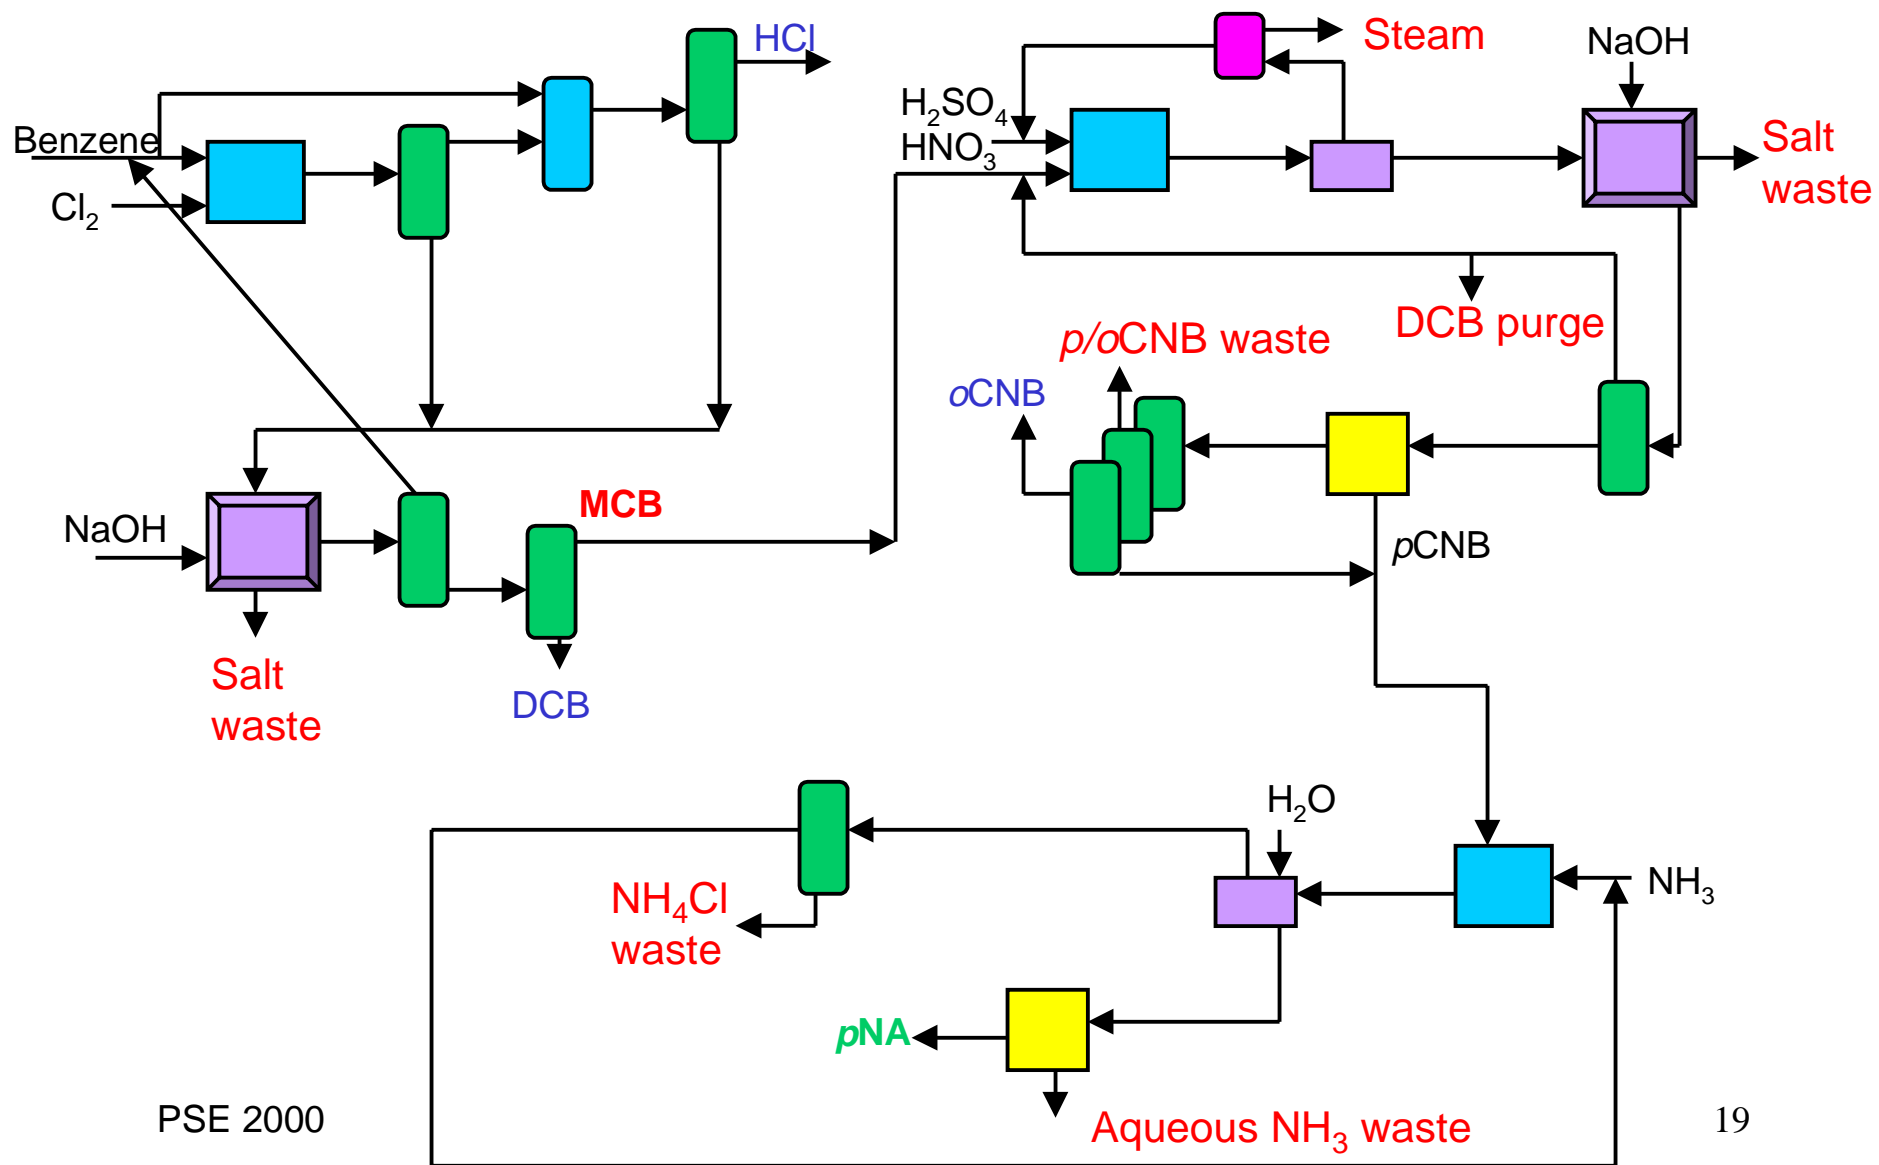 HCl
Steam
NaOH
H₂SO₄
HNO₃
Benzene
Cl₂
Salt
waste
DCB purge
p/oCNB waste
oCNB
MCB
NaOH
pCNB
Salt
waste
DCB
H₂O
NH₄Cl
waste
NH₃
pNA
Aqueous NH₃ waste
PSE 2000
19